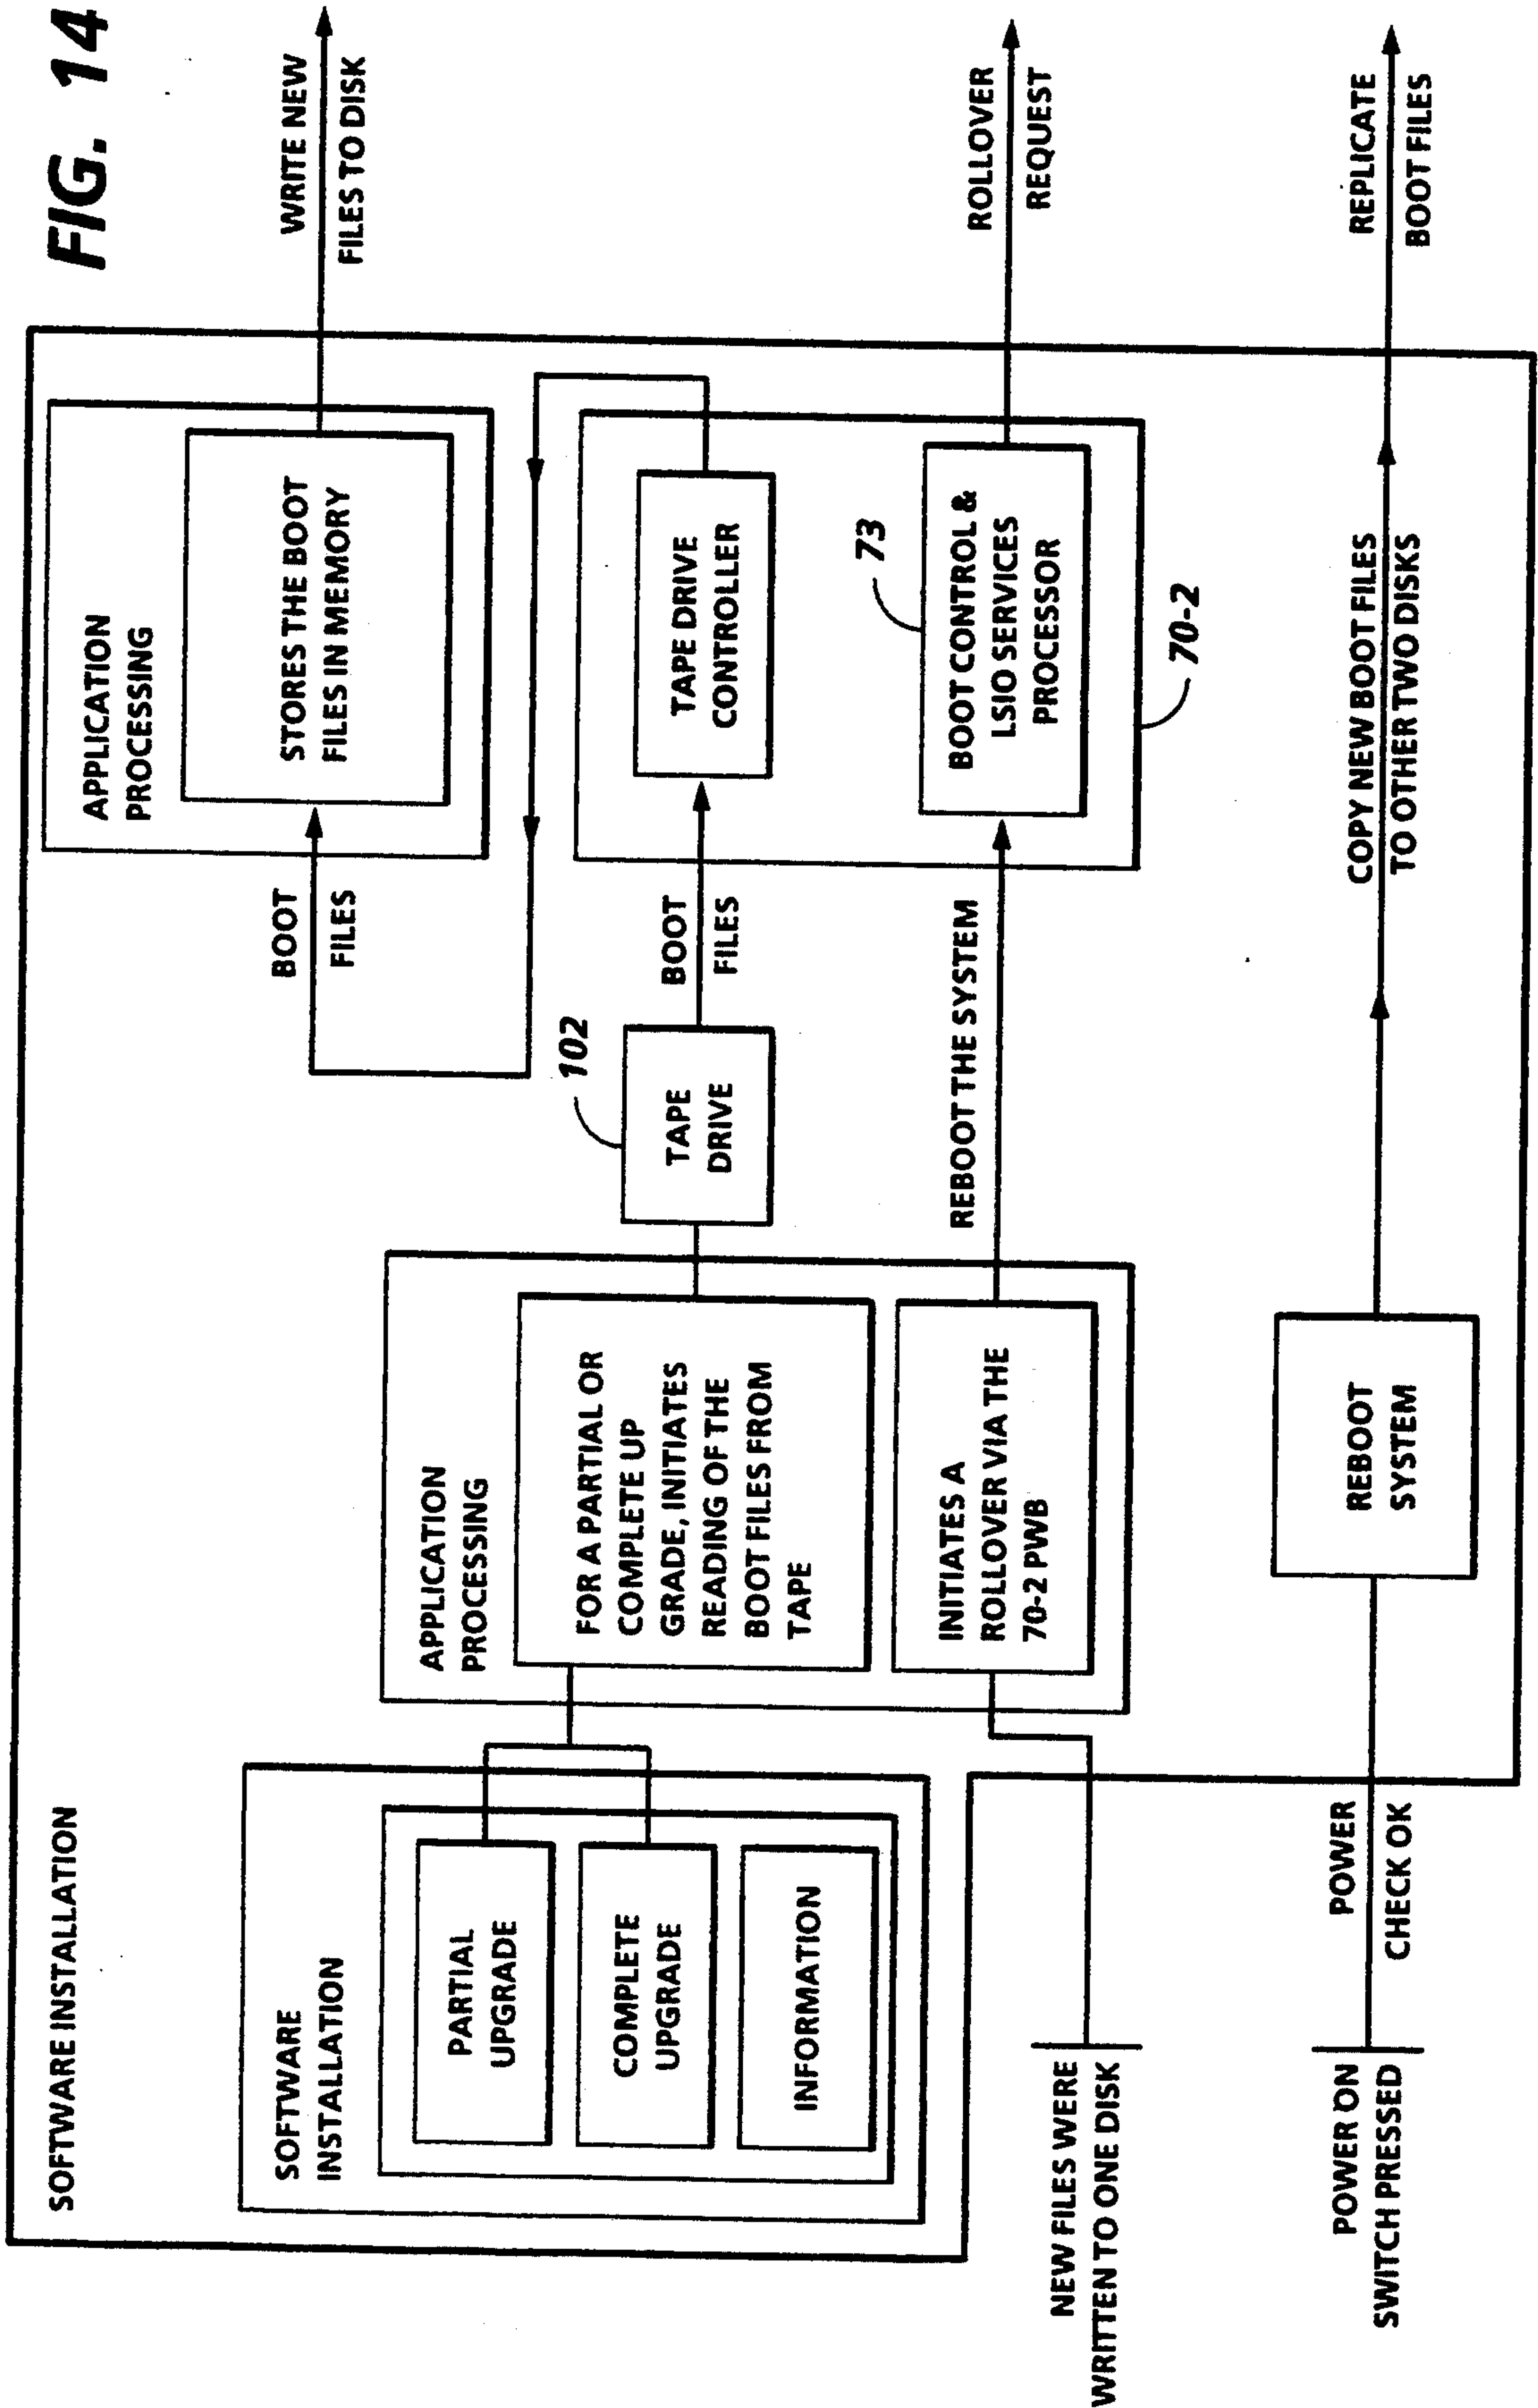 FIG. 14
SOFTWARE INSTALLATION
SOFTWARE
INSTALLATION
PARTIAL
UPGRADE
COMPLETE
UPGRADE
INFORMATION
APPLICATION
PROCESSING
FOR A PARTIAL OR
COMPLETE UP
GRADE, INITIATES
READING OF THE
BOOT FILES FROM
TAPE
INITIATES A
ROLLOVER VIA THE
70-2 PWB
102
TAPE
DRIVE
BOOT
FILES
TAPE DRIVE
CONTROLLER
BOOT
FILES
APPLICATION
PROCESSING
STORES THE BOOT
FILES IN MEMORY
WRITE NEW
FILES TO DISK
NEW FILES WERE
WRITTEN TO ONE DISK
REBOOT THE SYSTEM
73
BOOT CONTROL &
LSIO SERVICES
PROCESSOR
70-2
ROLLOVER
REQUEST
POWER ON
SWITCH PRESSED
POWER
CHECK OK
REBOOT
SYSTEM
COPY NEW BOOT FILES
TO OTHER TWO DISKS
REPLICATE
BOOT FILES